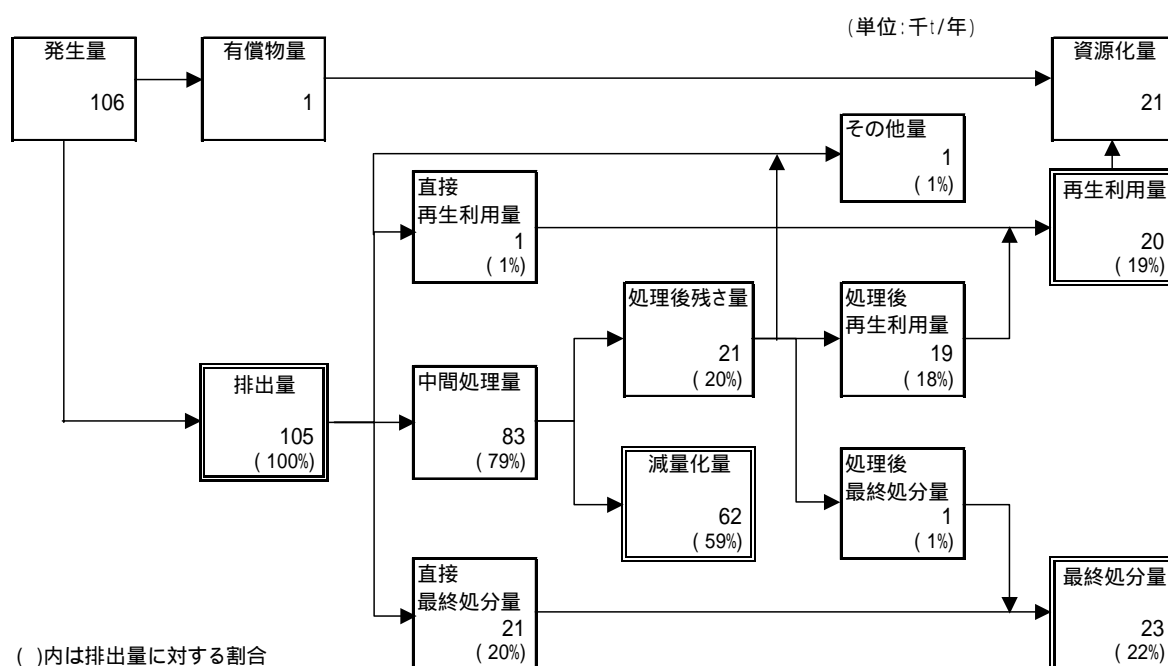 (単位:千t/年)
発生量
106
有償物量
1
資源化量
21
その他量
1
( 1%)
直接
再生利用量
1
( 1%)
再生利用量
20
( 19%)
処理後残さ量
21
( 20%)
処理後
再生利用量
19
( 18%)
排出量
105
( 100%)
中間処理量
83
( 79%)
減量化量
62
( 59%)
処理後
最終処分量
1
( 1%)
直接
最終処分量
21
( 20%)
最終処分量
23
( 22%)
( )内は排出量に対する割合